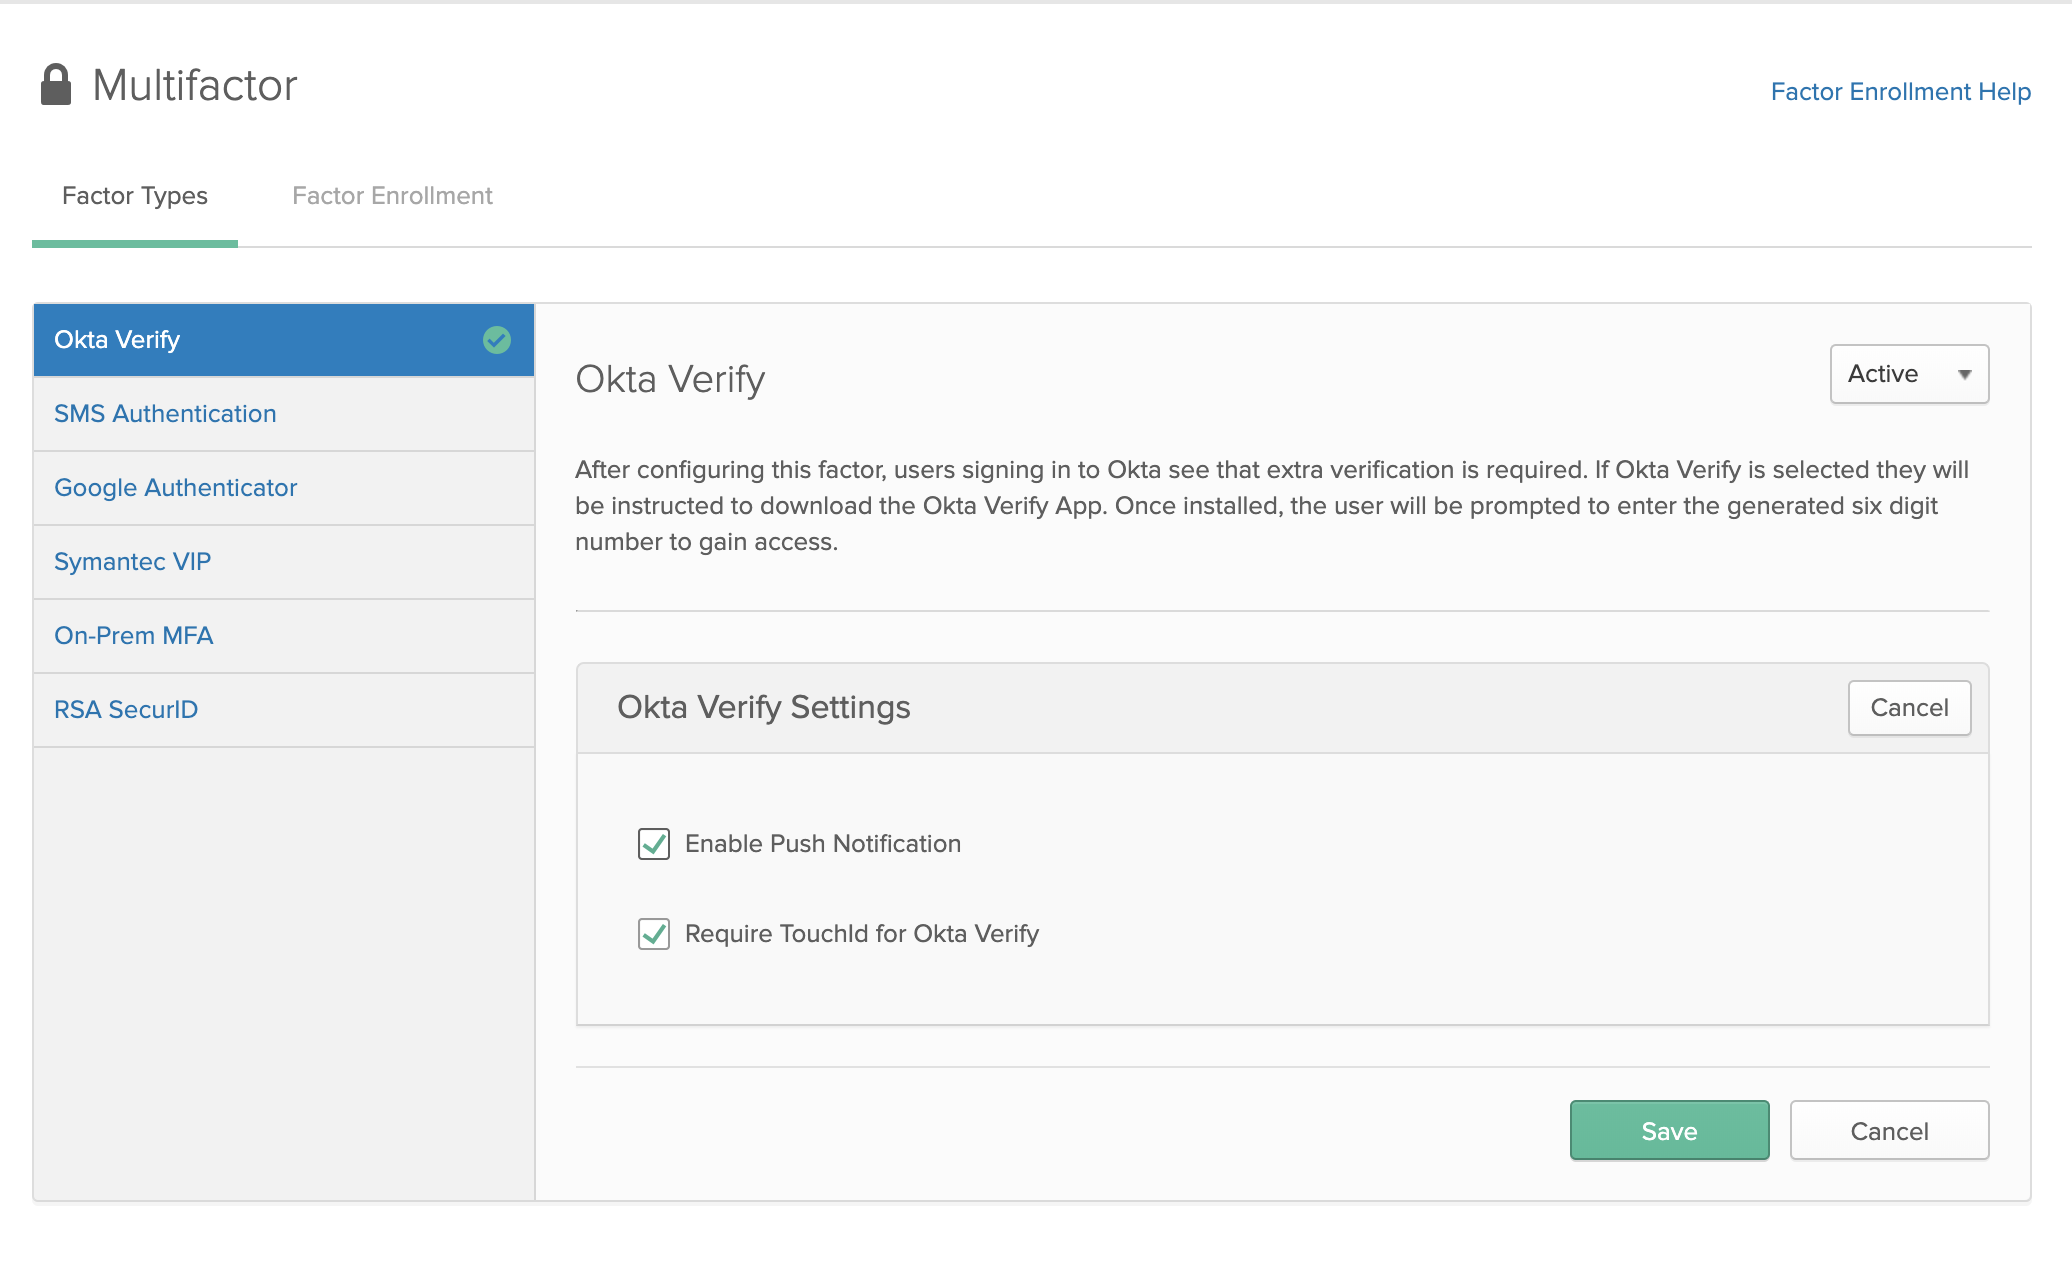 Multifactor
Factor Enrollment Help
Factor Types
Factor Enrollment
Okta Verify
SMS Authentication
Google Authenticator
Symantec VIP
On-Prem MFA
RSA SecurID
Okta Verify
Active
After configuring this factor, users signing in to Okta see that extra verification is required. If Okta Verify is selected they will
be instructed to download the Okta Verify App. Once installed, the user will be prompted to enter the generated six digit
number to gain access.
Okta Verify Settings
Cancel
Enable Push Notification
Require TouchId for Okta Verify
Save
Cancel